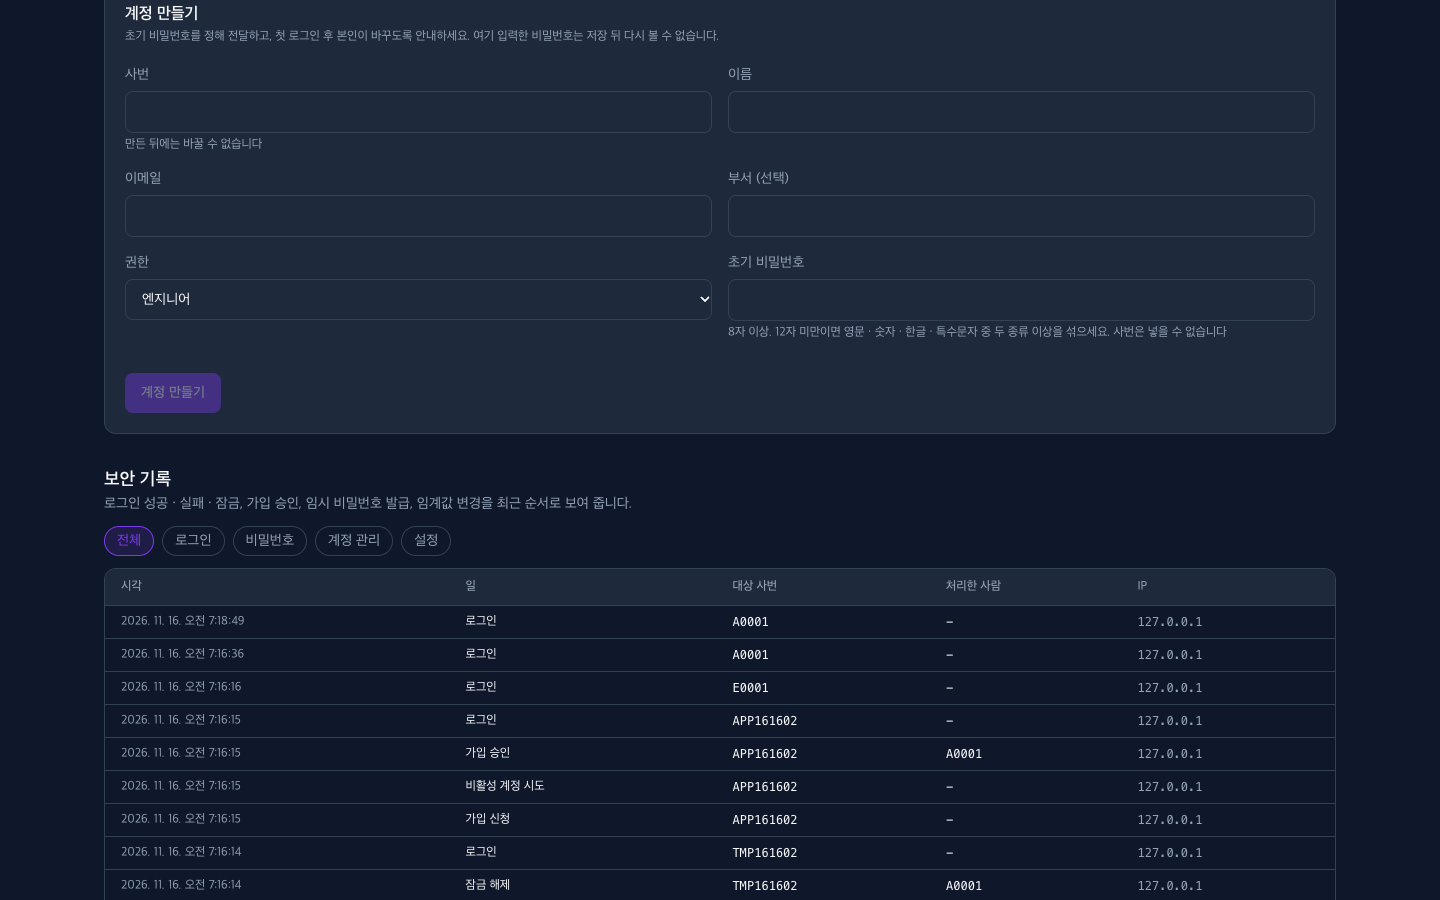 계정 만들기
초기 비밀번호를 정해 전달하고, 첫 로그인 후 본인이 바꾸도록 안내하세요. 여기 입력한 비밀번호는 저장 뒤 다시 볼 수 없습니다.
사번
이름
만든 뒤에는 바꿀 수 없습니다
이메일
부서 (선택)
권한
초기 비밀번호
엔지니어
8자 이상. 12자 미만이면 영문 · 숫자 · 한글 · 특수문자 중 두 종류 이상을 섞으세요. 사번은 넣을 수 없습니다
계정 만들기
보안 기록
로그인 성공 · 실패 · 잠금, 가입 승인, 임시 비밀번호 발급, 임계값 변경을 최근 순서로 보여 줍니다.
전체 로그인 비밀번호 계정 관리 설정
시각 일 대상 사번 처리한 사람 IP
2026. 11. 16. 오전 7:18:49 로그인 A0001 – 127.0.0.1
2026. 11. 16. 오전 7:16:36 로그인 A0001 – 127.0.0.1
2026. 11. 16. 오전 7:16:16 로그인 E0001 – 127.0.0.1
2026. 11. 16. 오전 7:16:15 로그인 APP161602 – 127.0.0.1
2026. 11. 16. 오전 7:16:15 가입 승인 APP161602 A0001 127.0.0.1
2026. 11. 16. 오전 7:16:15 비활성 계정 시도 APP161602 – 127.0.0.1
2026. 11. 16. 오전 7:16:15 가입 신청 APP161602 – 127.0.0.1
2026. 11. 16. 오전 7:16:14 로그인 TMP161602 – 127.0.0.1
2026. 11. 16. 오전 7:16:14 잠금 해제 TMP161602 A0001 127.0.0.1